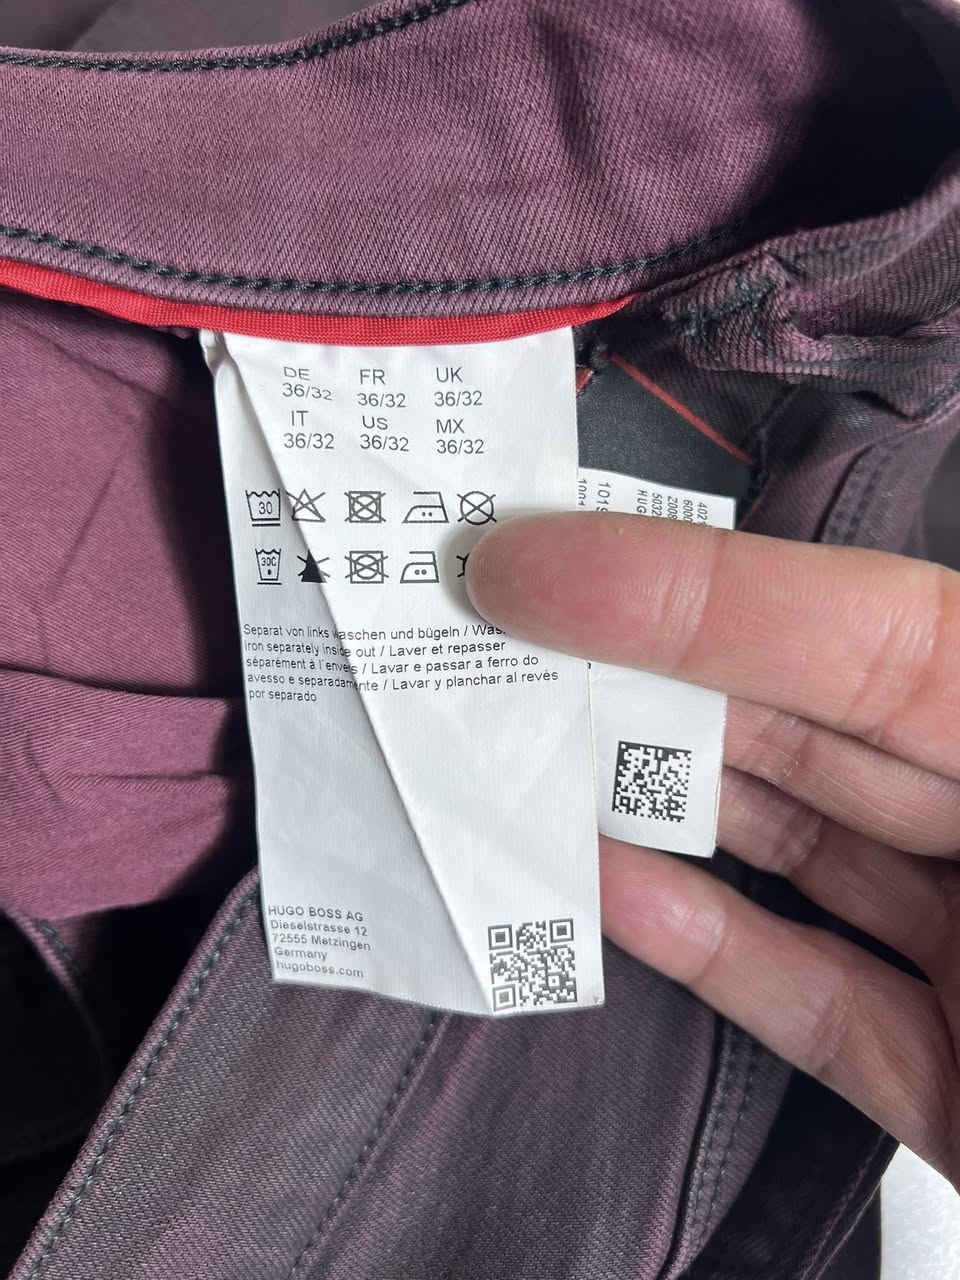 DE FR UK
36/32 36/32 36/32
IT US MX
36/32 36/32 36/32
30
30C
Separat von links waschen und bügeln /
iron separately inside out / Laver et repasser
séparément à l'envers / Lavar e passar a ferro do
avesso e separadamente / Lavar y planchar al revés
por separado
HUGO BOSS AG
Dieselstrasse 12
72555 Metzingen
Germany
hugoboss.com